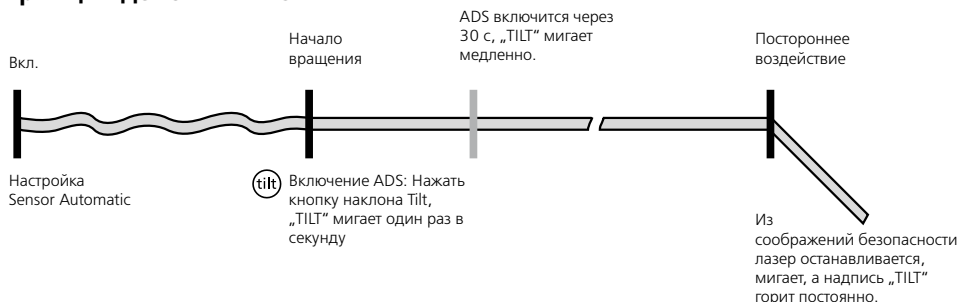 Вкл.
Начало
вращения
ADS включится через
30 с, „TILT“ мигает
медленно.
Постороннее
воздействие
Настройка
Sensor Automatic
tilt
Включение ADS: Нажать
кнопку наклона Tilt,
„TILT“ мигает один раз в
секунду
Из
соображений безопасности
лазер останавливается,
мигает, а надпись „TILT“
горит постоянно.